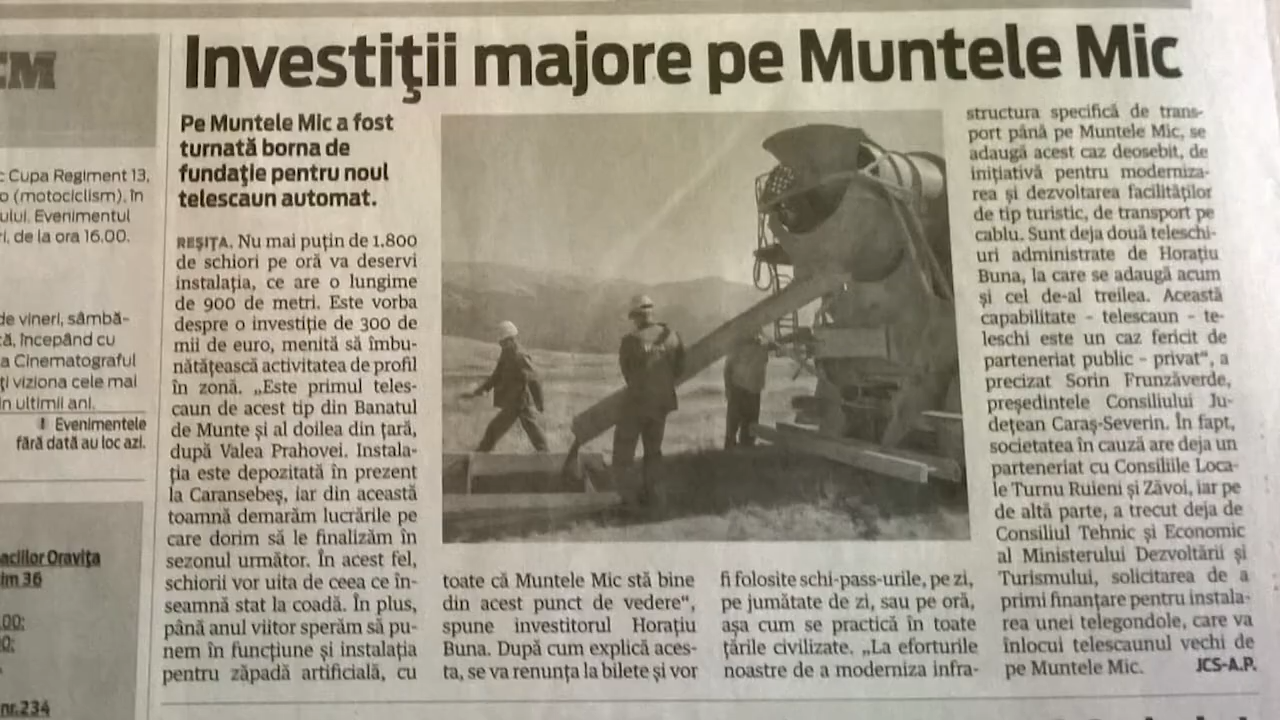 CM
c Cupa Regiment 13,
o (motociclism), în
ului. Evenimentul
ri, de la ora 16.00.
de vineri, sâmbă-
tă, începând cu
a Cinematograful
ți viziona cele mai
in ultimii ani.
! Evenimentele
fără dată au loc azi.
aciilor Oravița
im 36
.00;
0;
nr.234
Investiţii majore pe Muntele Mic
Pe Muntele Mic a fost
turnată borna de
fundaţie pentru noul
telescaun automat.
REŞIŢA. Nu mai puţin de 1.800
de schiori pe oră va deservi
instalaţia, ce are o lungime
de 900 de metri. Este vorba
despre o investiţie de 300 de
mii de euro, menită să îmbu-
nătăţească activitatea de profil
în zonă. „Este primul teles-
caun de acest tip din Banatul
de Munte şi al doilea din ţară,
după Valea Prahovei. Instala-
ţia este depozitată în prezent
la Caransebeş, iar din această
toamnă demarăm lucrările pe
care dorim să le finalizăm în
sezonul următor. În acest fel,
schiorii vor uita de ceea ce în-
seamnă stat la coadă. În plus,
până anul viitor sperăm să pu-
nem în funcţiune şi instalaţia
pentru zăpadă artificială, cu
toate că Muntele Mic stă bine
din acest punct de vedere“,
spune investitorul Horaţiu
Buna. După cum explică aces-
ta, se va renunţa la bilete şi vor
fi folosite schi-pass-urile, pe zi,
pe jumătate de zi, sau pe oră,
aşa cum se practică în toate
ţările civilizate. „La eforturile
noastre de a moderniza infra-
structura specifică de trans-
port până pe Muntele Mic, se
adaugă acest caz deosebit, de
iniţiativă pentru moderniza-
rea şi dezvoltarea facilităţilor
de tip turistic, de transport pe
cablu. Sunt deja două teleschi-
uri administrate de Horaţiu
Buna, la care se adaugă acum
şi cel de-al treilea. Această
capabilitate - telescaun - te-
leschi este un caz fericit de
parteneriat public - privat“, a
precizat Sorin Frunzăverde,
preşedintele Consiliului Ju-
deţean Caraş-Severin. În fapt,
societatea în cauză are deja un
parteneriat cu Consiliile Loca-
le Turnu Ruieni şi Zăvoi, iar pe
de altă parte, a trecut deja de
Consiliul Tehnic şi Economic
al Ministerului Dezvoltării şi
Turismului, solicitarea de a
primi finanţare pentru instala-
rea unei telegondole, care va
înlocui telescaunul vechi de
pe Muntele Mic. JCS-A.P.